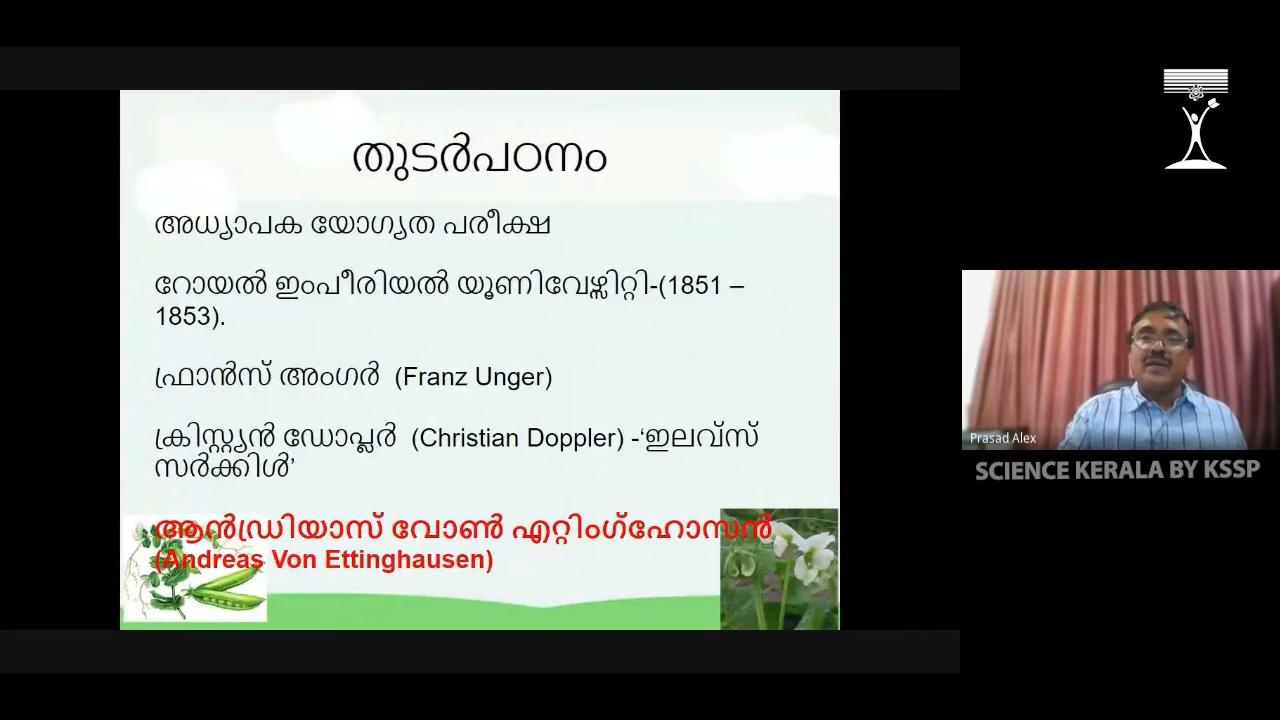 തുടർപഠനം
അധ്യാപക യോഗ്യത പരീക്ഷ
റോയൽ ഇംപീരിയൽ യൂണിവേഴ്സിറ്റി-(1851 –
1853).
ഫ്രാൻസ് അംഗർ (Franz Unger)
ക്രിസ്റ്റ്യൻ ഡോപ്ലർ (Christian Doppler) -‘ഇലവ്സ്
സർക്കിൾ’
ആൻഡ്രിയാസ് വോൺ എറ്റിംഗ്ഹോസൻ
(Andreas Von Ettinghausen)
Prasad Alex
SCIENCE KERALA BY KSSP